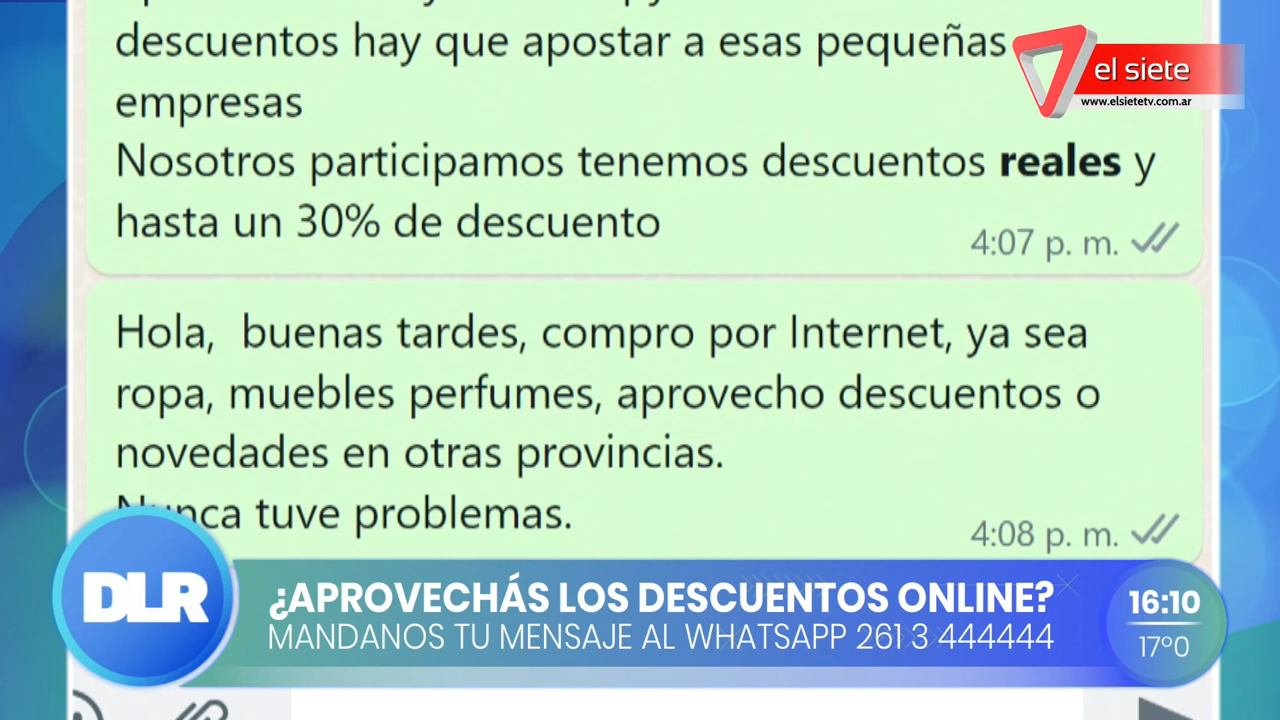 descuentos hay que apostar a esas pequeñas
empresas
Nosotros participamos tenemos descuentos reales y
hasta un 30% de descuento
4:07 p. m.
Hola,  buenas tardes, compro por Internet, ya sea
ropa, muebles perfumes, aprovecho descuentos o
novedades en otras provincias.
Nunca tuve problemas.
4:08 p. m.
el siete
www.elsietetv.com.ar
DLR
¿APROVECHÁS LOS DESCUENTOS ONLINE?
MANDANOS TU MENSAJE AL WHATSAPP 261 3 444444
16:10
17º0